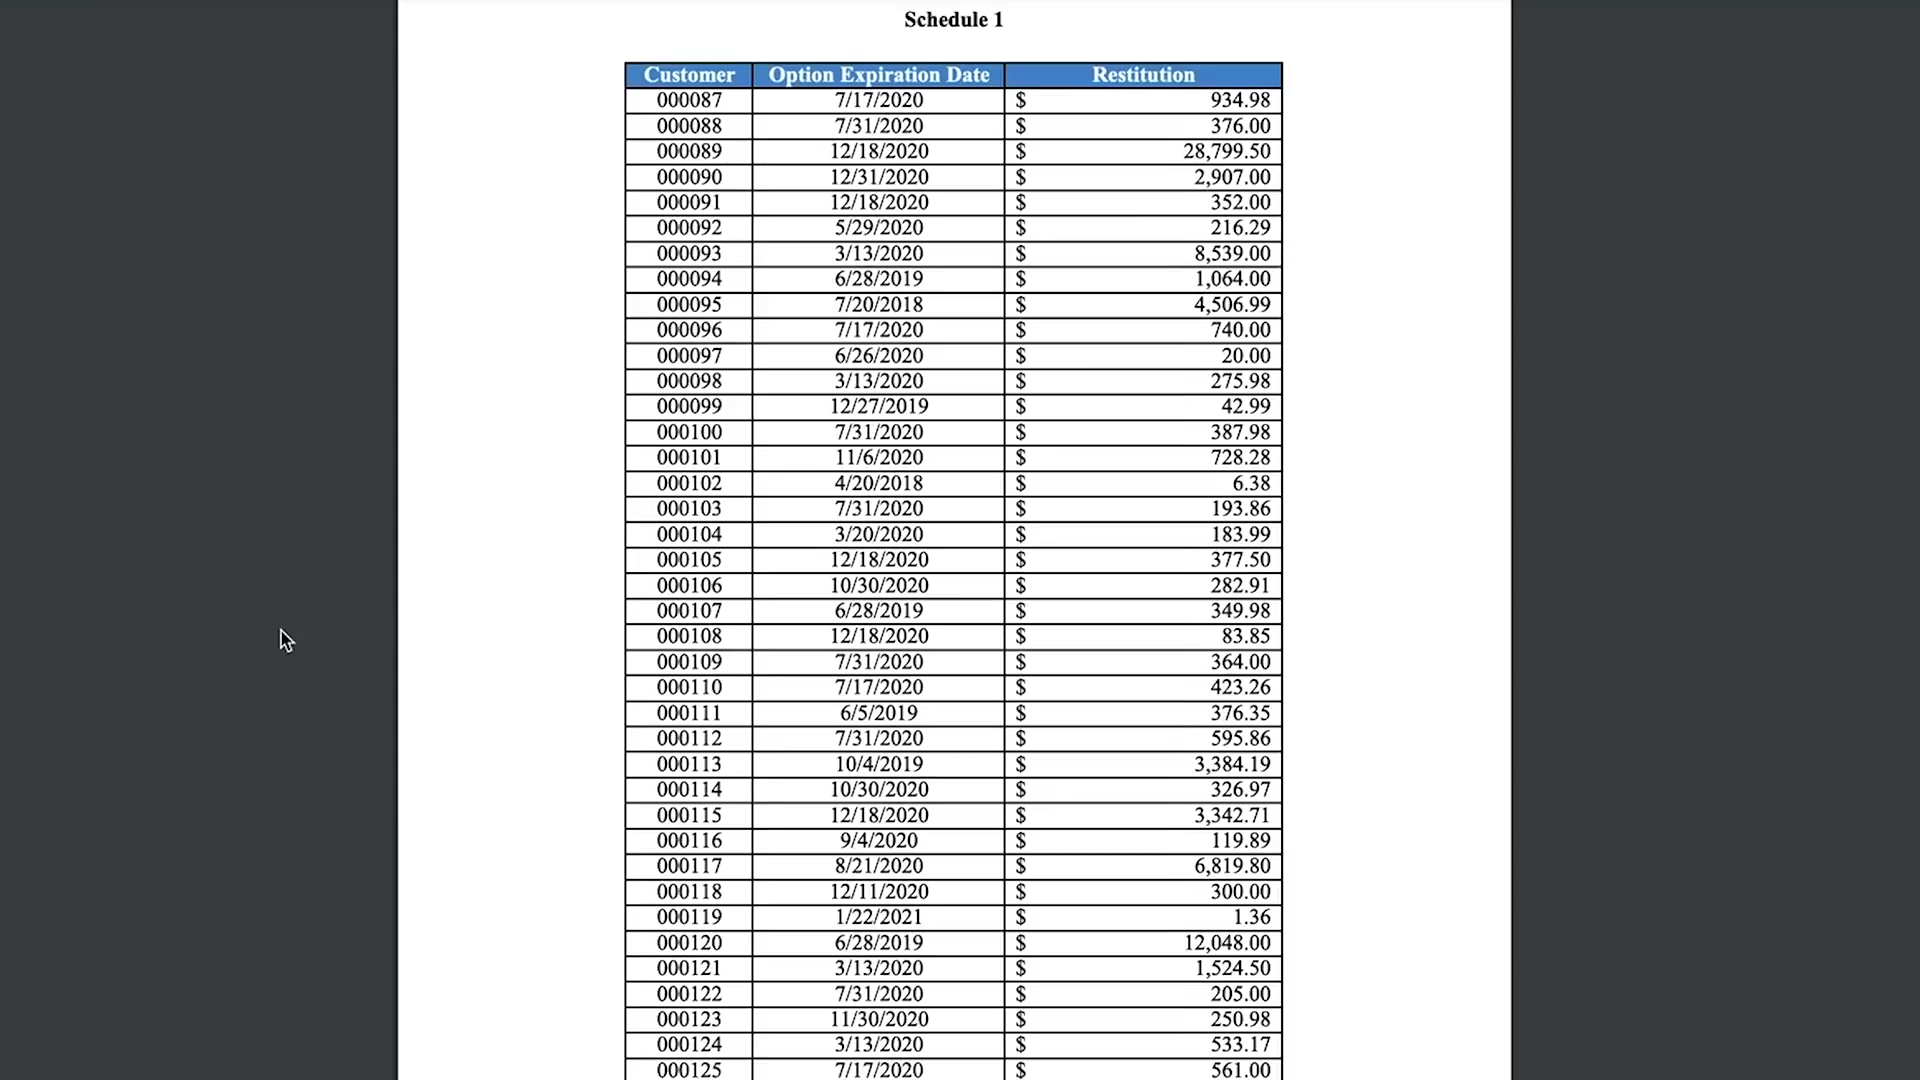 Schedule 1
Customer Option Expiration Date Restitution
000087 7/17/2020 $ 934.98
000088 7/31/2020 $ 376.00
000089 12/18/2020 $ 28,799.50
000090 12/31/2020 $ 2,907.00
000091 12/18/2020 $ 352.00
000092 5/29/2020 $ 216.29
000093 3/13/2020 $ 8,539.00
000094 6/28/2019 $ 1,064.00
000095 7/20/2018 $ 4,506.99
000096 7/17/2020 $ 740.00
000097 6/26/2020 $ 20.00
000098 3/13/2020 $ 275.98
000099 12/27/2019 $ 42.99
000100 7/31/2020 $ 387.98
000101 11/6/2020 $ 728.28
000102 4/20/2018 $ 6.38
000103 7/31/2020 $ 193.86
000104 3/20/2020 $ 183.99
000105 12/18/2020 $ 377.50
000106 10/30/2020 $ 282.91
000107 6/28/2019 $ 349.98
000108 12/18/2020 $ 83.85
000109 7/31/2020 $ 364.00
000110 7/17/2020 $ 423.26
000111 6/5/2019 $ 376.35
000112 7/31/2020 $ 595.86
000113 10/4/2019 $ 3,384.19
000114 10/30/2020 $ 326.97
000115 12/18/2020 $ 3,342.71
000116 9/4/2020 $ 119.89
000117 8/21/2020 $ 6,819.80
000118 12/11/2020 $ 300.00
000119 1/22/2021 $ 1.36
000120 6/28/2019 $ 12,048.00
000121 3/13/2020 $ 1,524.50
000122 7/31/2020 $ 205.00
000123 11/30/2020 $ 250.98
000124 3/13/2020 $ 533.17
000125 7/17/2020 $ 561.00